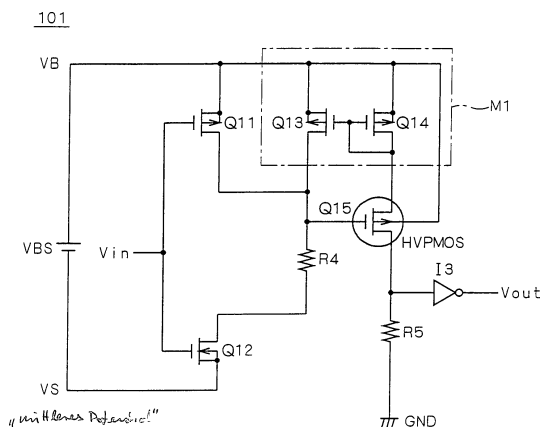 101
VB
M1
Q11
Q13
Q14
Q15
HVPMOS
VBS
Vin
R4
I3
Vout
R5
Q12
VS
GND
„mittleres Potential“